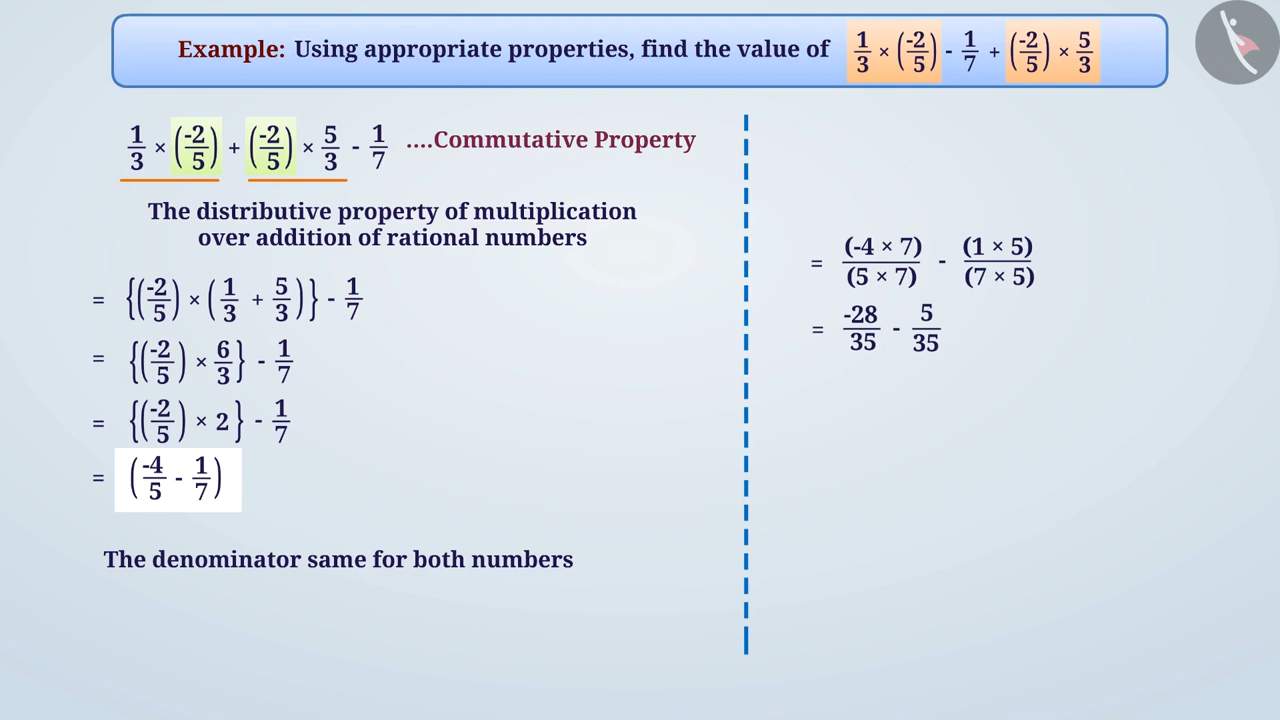 Example: Using appropriate properties, find the value of 1/3 × (-2/5) - 1/7 + (-2/5) × 5/3
1/3 × (-2/5) + (-2/5) × 5/3 - 1/7 ....Commutative Property
The distributive property of multiplication
over addition of rational numbers
= {(-2/5) × (1/3 + 5/3)} - 1/7
= {(-2/5) × 6/3} - 1/7
= {(-2/5) × 2} - 1/7
= (-4/5 - 1/7)
The denominator same for both numbers
= (-4 × 7)/(5 × 7) - (1 × 5)/(7 × 5)
= -28/35 - 5/35